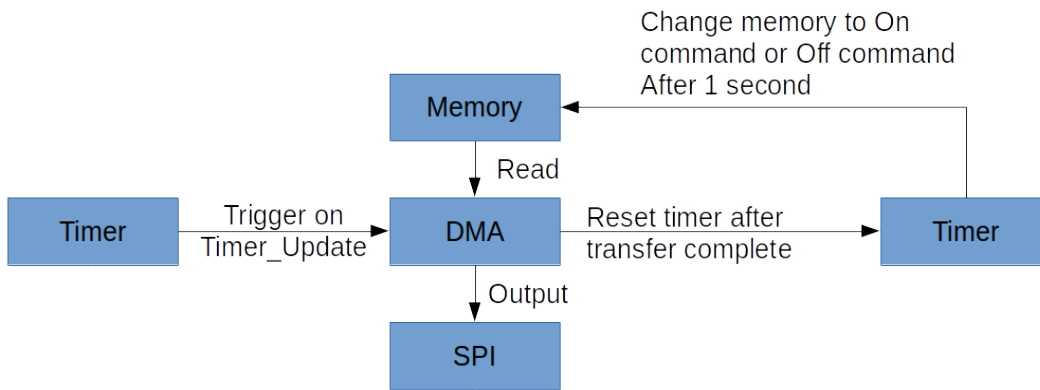 Change memory to On
command or Off command
After 1 second
Memory
Read
Timer
Trigger on
Timer_Update
DMA
Reset timer after
transfer complete
Timer
Output
SPI